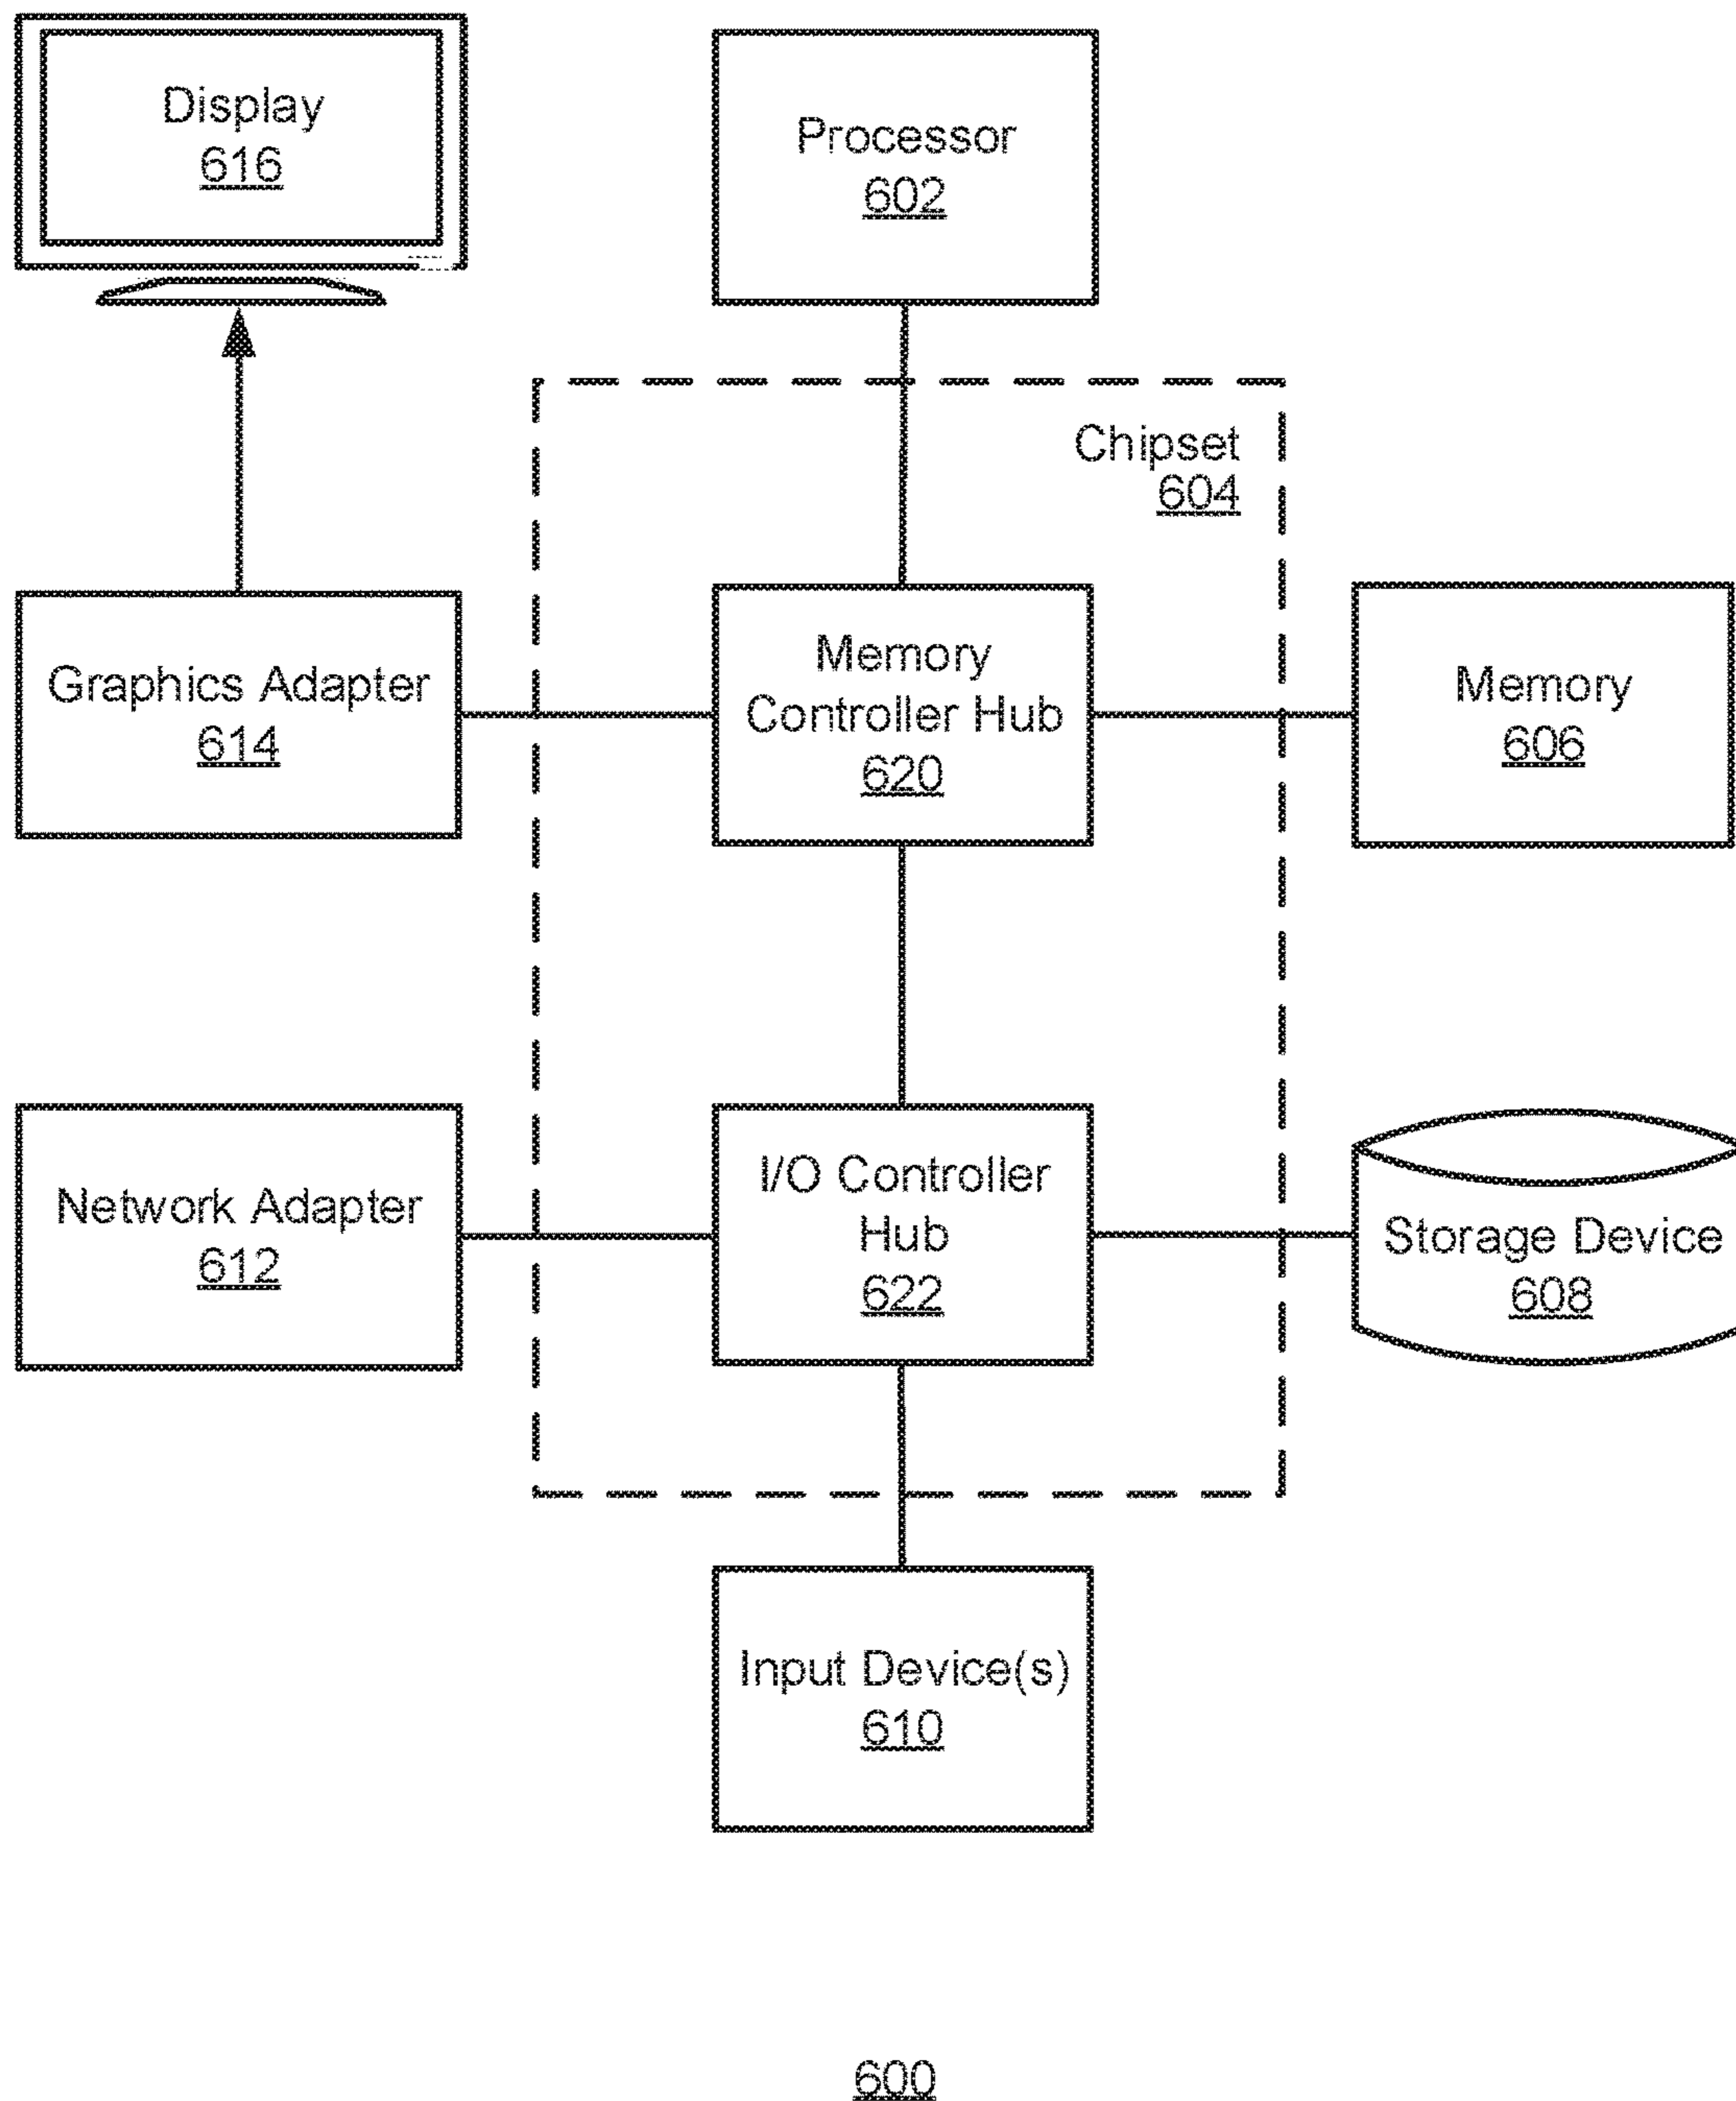 Display
616
Processor
602
Chipset
604
Graphics Adapter
614
Memory
Controller Hub
620
Memory
606
Network Adapter
612
I/O Controller
Hub
622
Storage Device
608
Input Device(s)
610
600